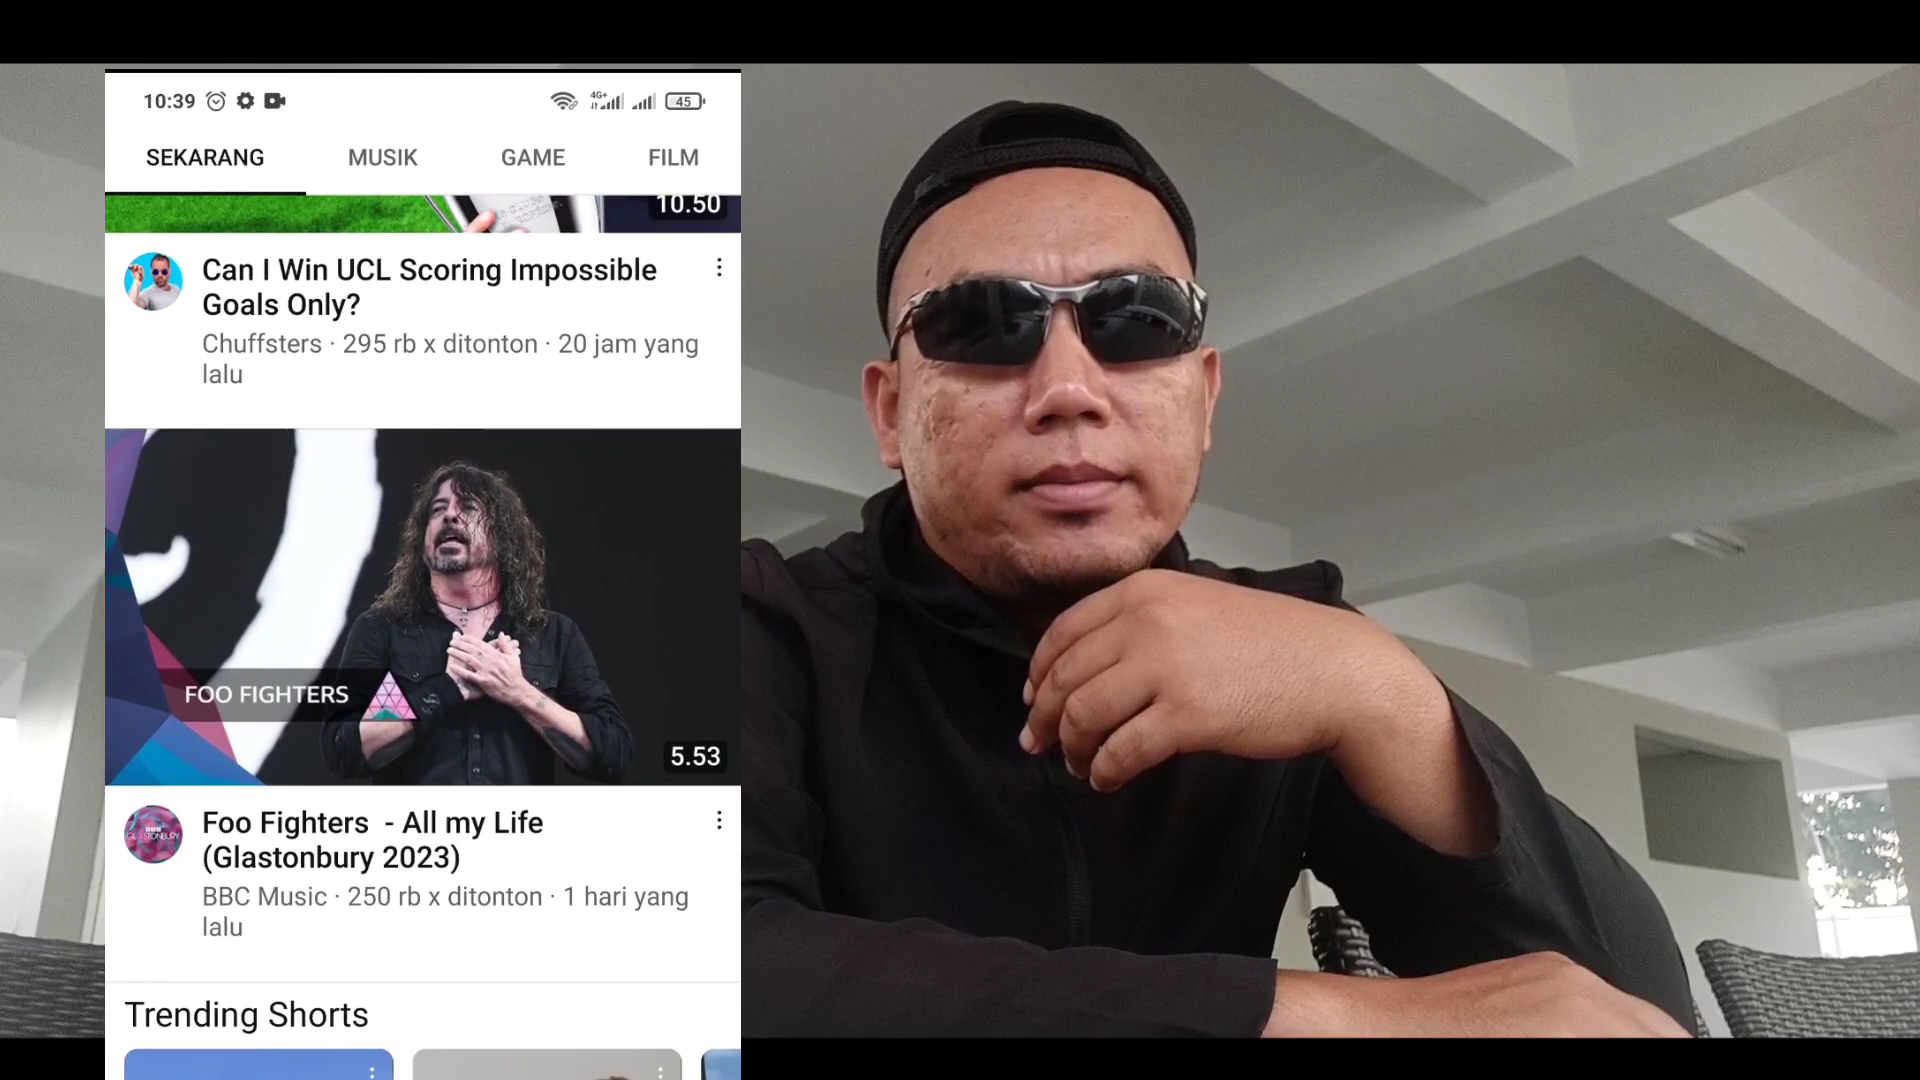 10:39
4G+
45
SEKARANG
MUSIK
GAME
FILM
10.50
Can I Win UCL Scoring Impossible
Goals Only?
Chuffsters · 295 rb x ditonton · 20 jam yang
lalu
FOO FIGHTERS
5.53
Foo Fighters - All my Life
(Glastonbury 2023)
BBC Music · 250 rb x ditonton · 1 hari yang
lalu
Trending Shorts